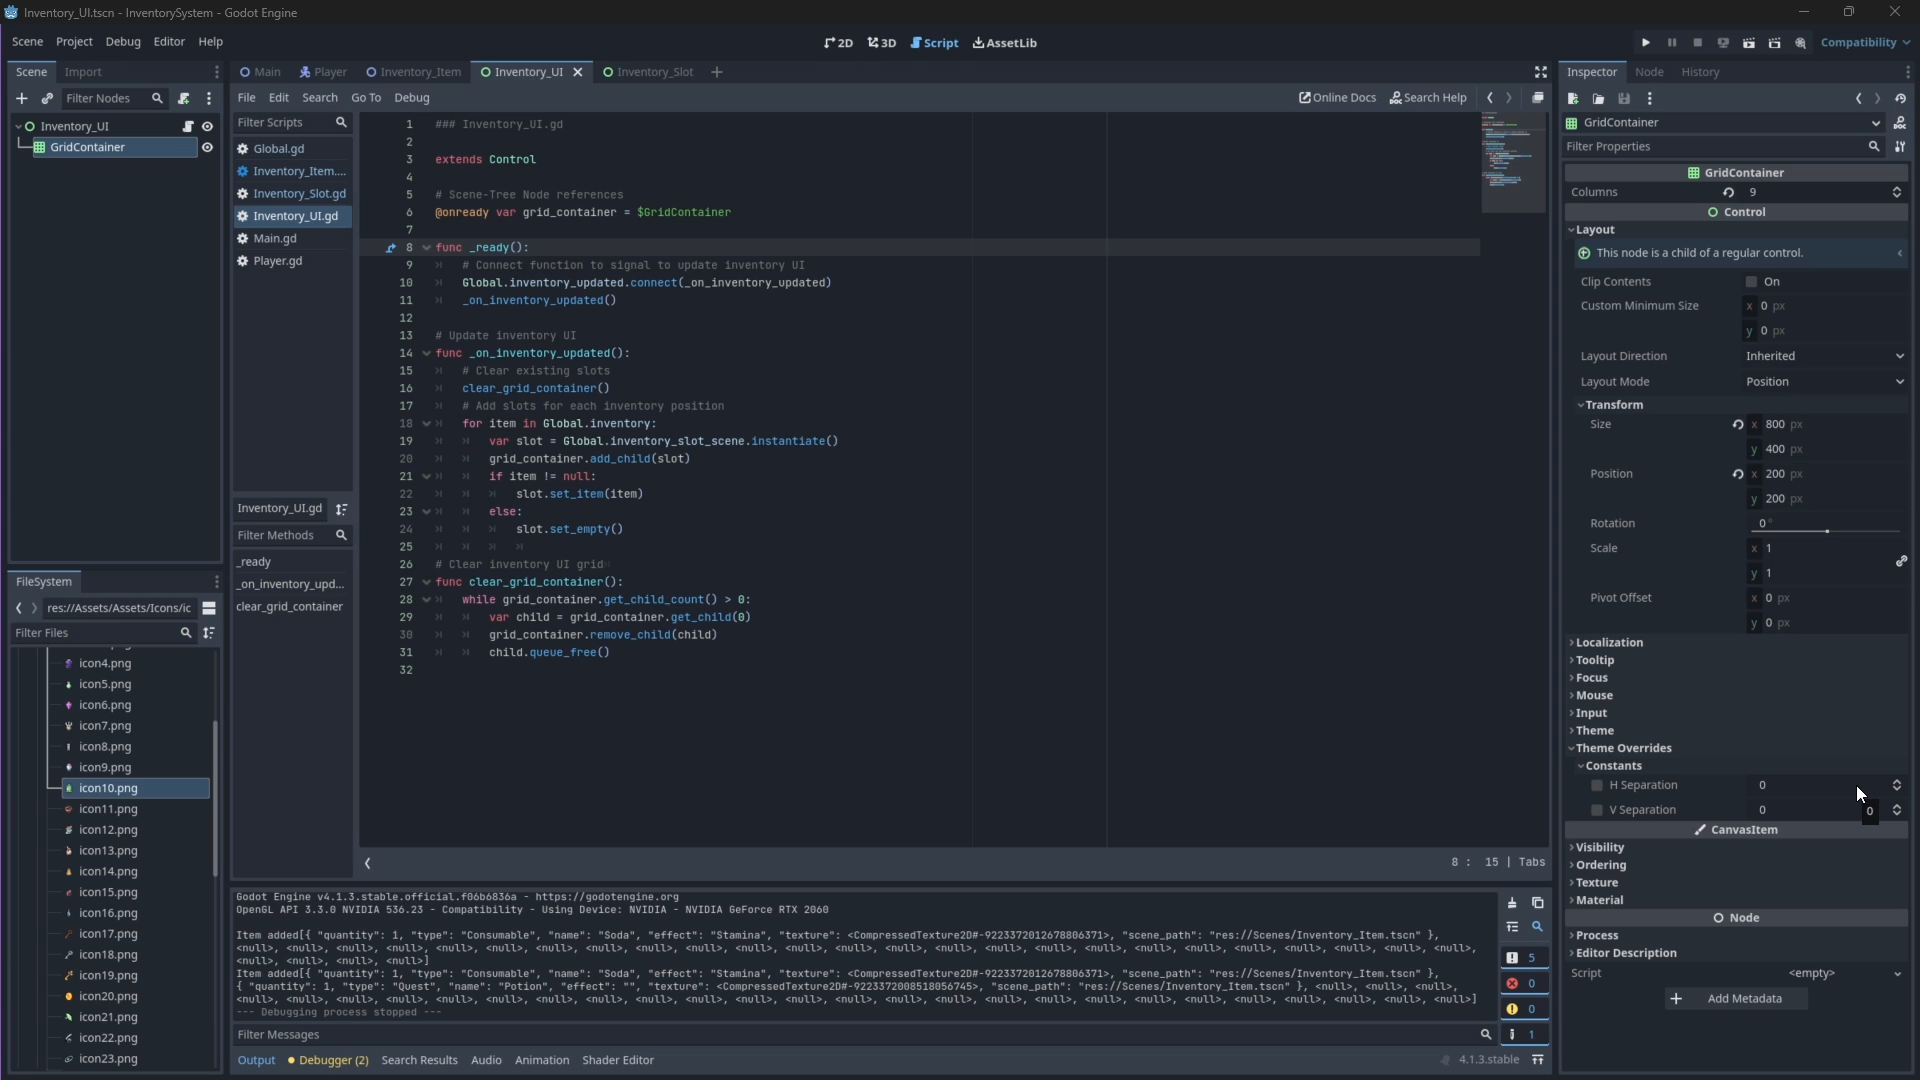 Inventory_UI.tscn - InventorySystem - Godot Engine
Scene Project Debug Editor Help
2D 3D Script AssetLib
Compatibility
Scene Import
Filter Nodes
Inventory_UI
GridContainer
Main Player Inventory_Item Inventory_UI Inventory_Slot
File Edit Search Go To Debug
Online Docs Search Help
Filter Scripts
Global.gd
Inventory_Item....
Inventory_Slot.gd
Inventory_UI.gd
Main.gd
Player.gd
Inventory_UI.gd
Filter Methods
_ready
_on_inventory_upd...
clear_grid_container
1 ### Inventory_UI.gd
2
3 extends Control
4
5 # Scene-Tree Node references
6 @onready var grid_container = $GridContainer
7
8 func _ready():
9 # Connect function to signal to update inventory UI
10 Global.inventory_updated.connect(_on_inventory_updated)
11 _on_inventory_updated()
12
13 # Update inventory UI
14 func _on_inventory_updated():
15 # Clear existing slots
16 clear_grid_container()
17 # Add slots for each inventory position
18 for item in Global.inventory:
19 var slot = Global.inventory_slot_scene.instantiate()
20 grid_container.add_child(slot)
21 if item != null:
22 slot.set_item(item)
23 else:
24 slot.set_empty()
25
26 # Clear inventory UI grid
27 func clear_grid_container():
28 while grid_container.get_child_count() > 0:
29 var child = grid_container.get_child(0)
30 grid_container.remove_child(child)
31 child.queue_free()
32
8 : 15 | Tabs
FileSystem
res://Assets/Assets/Icons/ic
Filter Files
icon4.png
icon5.png
icon6.png
icon7.png
icon8.png
icon9.png
icon10.png
icon11.png
icon12.png
icon13.png
icon14.png
icon15.png
icon16.png
icon17.png
icon18.png
icon19.png
icon20.png
icon21.png
icon22.png
icon23.png
Godot Engine v4.1.3.stable.official.f06b6836a - https://godotengine.org
OpenGL API 3.3.0 NVIDIA 536.23 - Compatibility - Using Device: NVIDIA - NVIDIA GeForce RTX 2060
Item added[{ "quantity": 1, "type": "Consumable", "name": "Soda", "effect": "Stamina", "texture": <CompressedTexture2D#-9223372012678806371>, "scene_path": "res://Scenes/Inventory_Item.tscn" },
<null>, <null>, <null>, <null>, <null>, <null>, <null>, <null>, <null>, <null>, <null>, <null>, <null>, <null>, <null>, <null>, <null>, <null>, <null>, <null>, <null>, <null>, <null>, <null>, <null>,
<null>, <null>, <null>, <null>]
Item added[{ "quantity": 1, "type": "Consumable", "name": "Soda", "effect": "Stamina", "texture": <CompressedTexture2D#-9223372012678806371>, "scene_path": "res://Scenes/Inventory_Item.tscn" },
{ "quantity": 1, "type": "Quest", "name": "Potion", "effect": "", "texture": <CompressedTexture2D#-9223372008518056745>, "scene_path": "res://Scenes/Inventory_Item.tscn" }, <null>, <null>, <null>,
<null>, <null>, <null>, <null>, <null>, <null>, <null>, <null>, <null>, <null>, <null>, <null>, <null>, <null>, <null>, <null>, <null>, <null>, <null>, <null>, <null>, <null>, <null>]
--- Debugging process stopped ---
5
0
0
1
Filter Messages
Output Debugger (2) Search Results Audio Animation Shader Editor
4.1.3.stable
Inspector Node History
GridContainer
Filter Properties
GridContainer
Columns 9
Control
Layout
This node is a child of a regular control.
Clip Contents On
Custom Minimum Size x 0 px
y 0 px
Layout Direction Inherited
Layout Mode Position
Transform
Size x 800 px
y 400 px
Position x 200 px
y 200 px
Rotation 0 °
Scale x 1
y 1
Pivot Offset x 0 px
y 0 px
Localization
Tooltip
Focus
Mouse
Input
Theme
Theme Overrides
Constants
H Separation 0
V Separation 0
0
CanvasItem
Visibility
Ordering
Texture
Material
Node
Process
Editor Description
Script <empty>
Add Metadata